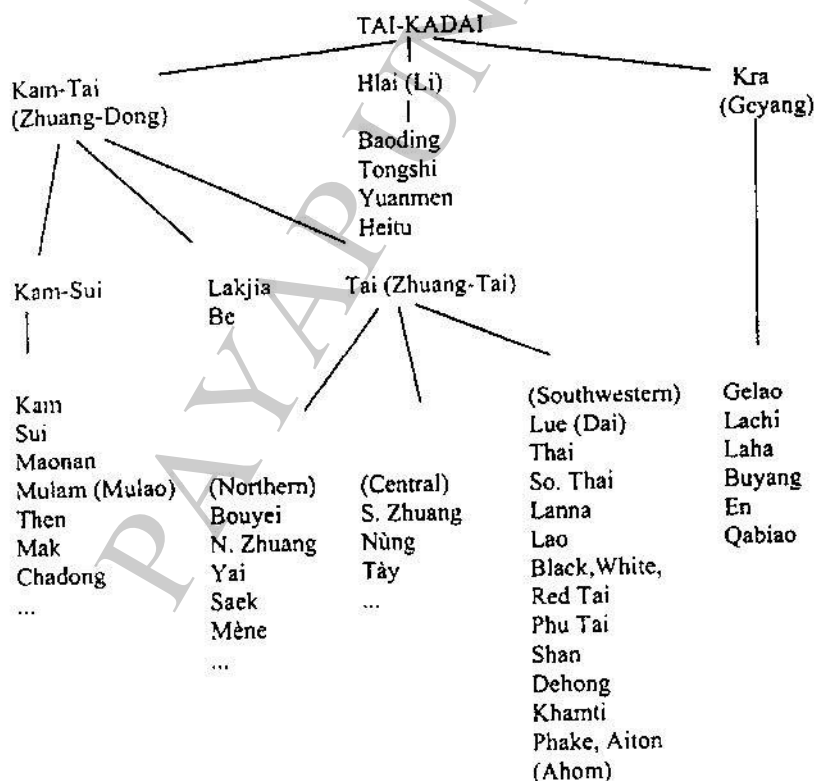 TAI-KADAI
Kam-Tai
(Zhuang-Dong)
Hlai (Li)
Baoding
Tongshi
Yuanmen
Heitu
Kra
(Geyang)
Kam-Sui
Kam
Sui
Maonan
Mulam (Mulao)
Then
Mak
Chadong
...
Lakjia
Be
Tai (Zhuang-Tai)
(Northern)
Bouyei
N. Zhuang
Yai
Saek
Mène
...
(Central)
S. Zhuang
Nùng
Tày
...
(Southwestern)
Lue (Dai)
Thai
So. Thai
Lanna
Lao
Black,White,
Red Tai
Phu Tai
Shan
Dehong
Khamti
Phake, Aiton
(Ahom)
Gelao
Lachi
Laha
Buyang
En
Qabiao
PAYAP UN